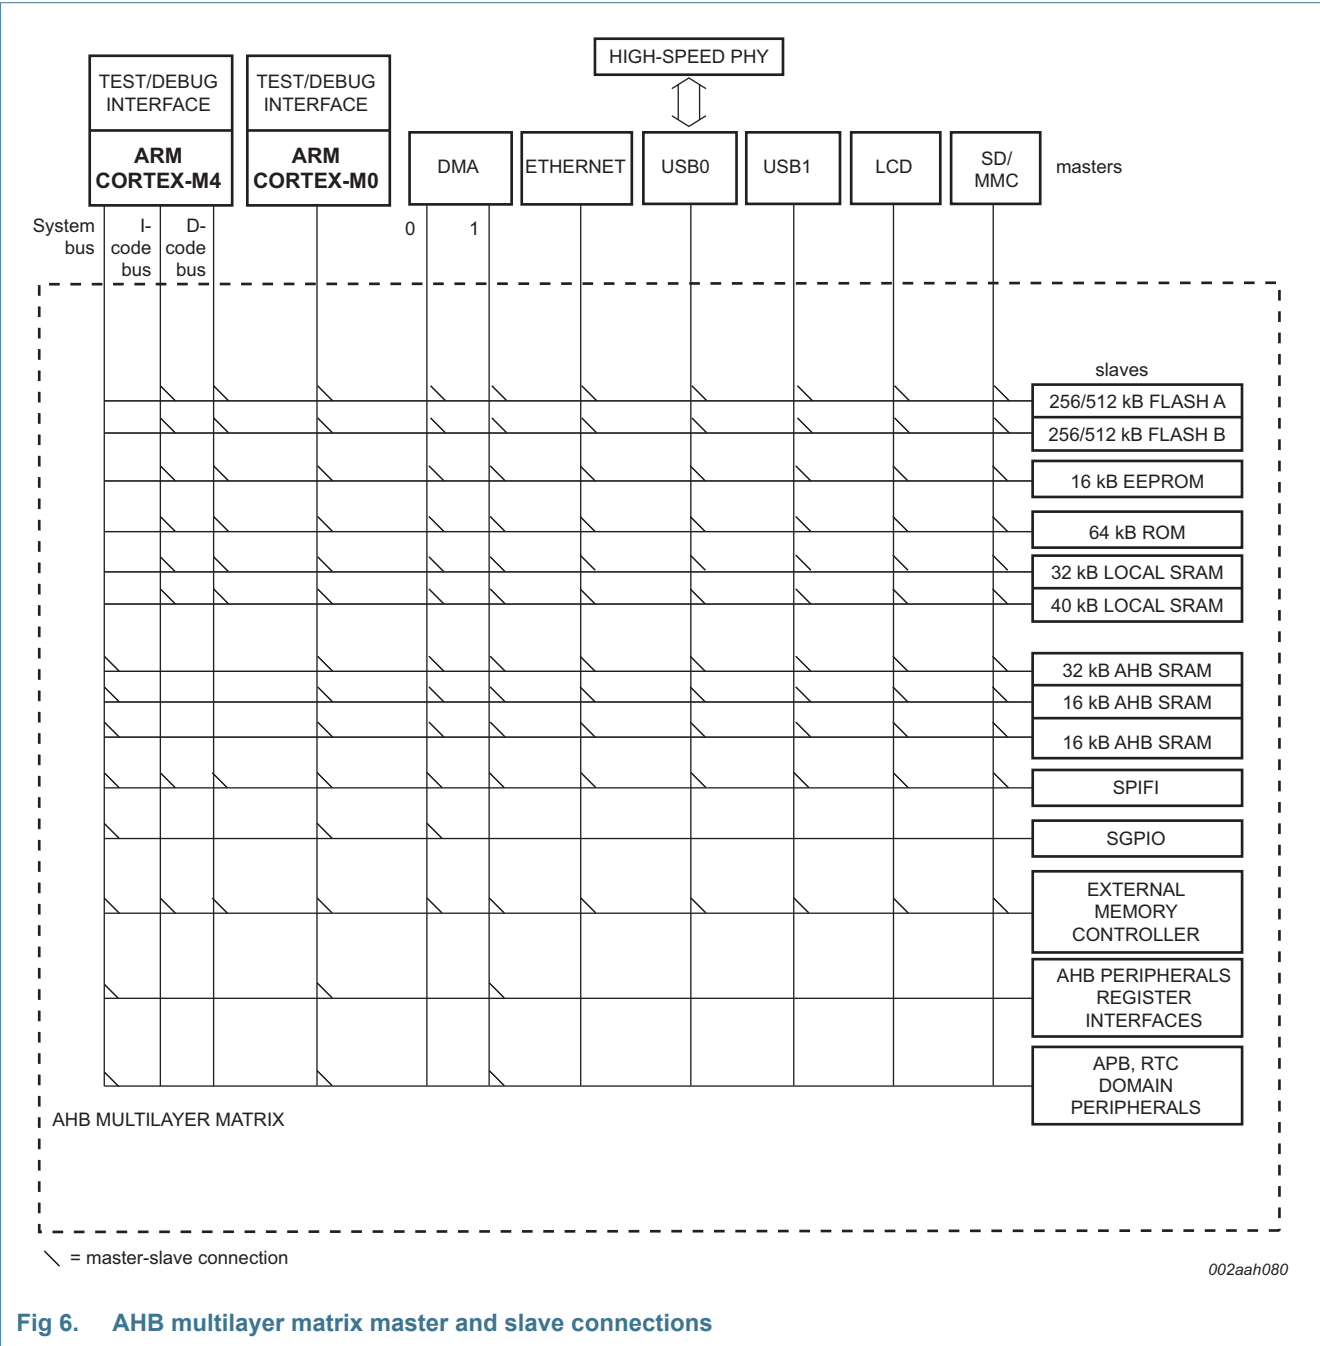 HIGH-SPEED PHY
TEST/DEBUG
INTERFACE
TEST/DEBUG
INTERFACE
ARM
CORTEX-M4
ARM
CORTEX-M0
DMA
ETHERNET
USB0
USB1
LCD
SD/
MMC
masters
System
bus
I-
code
bus
D-
code
bus
0
1
slaves
256/512 kB FLASH A
256/512 kB FLASH B
16 kB EEPROM
64 kB ROM
32 kB LOCAL SRAM
40 kB LOCAL SRAM
32 kB AHB SRAM
16 kB AHB SRAM
16 kB AHB SRAM
SPIFI
SGPIO
EXTERNAL
MEMORY
CONTROLLER
AHB PERIPHERALS
REGISTER
INTERFACES
APB, RTC
DOMAIN
PERIPHERALS
AHB MULTILAYER MATRIX
= master-slave connection
002aah080
Fig 6. AHB multilayer matrix master and slave connections